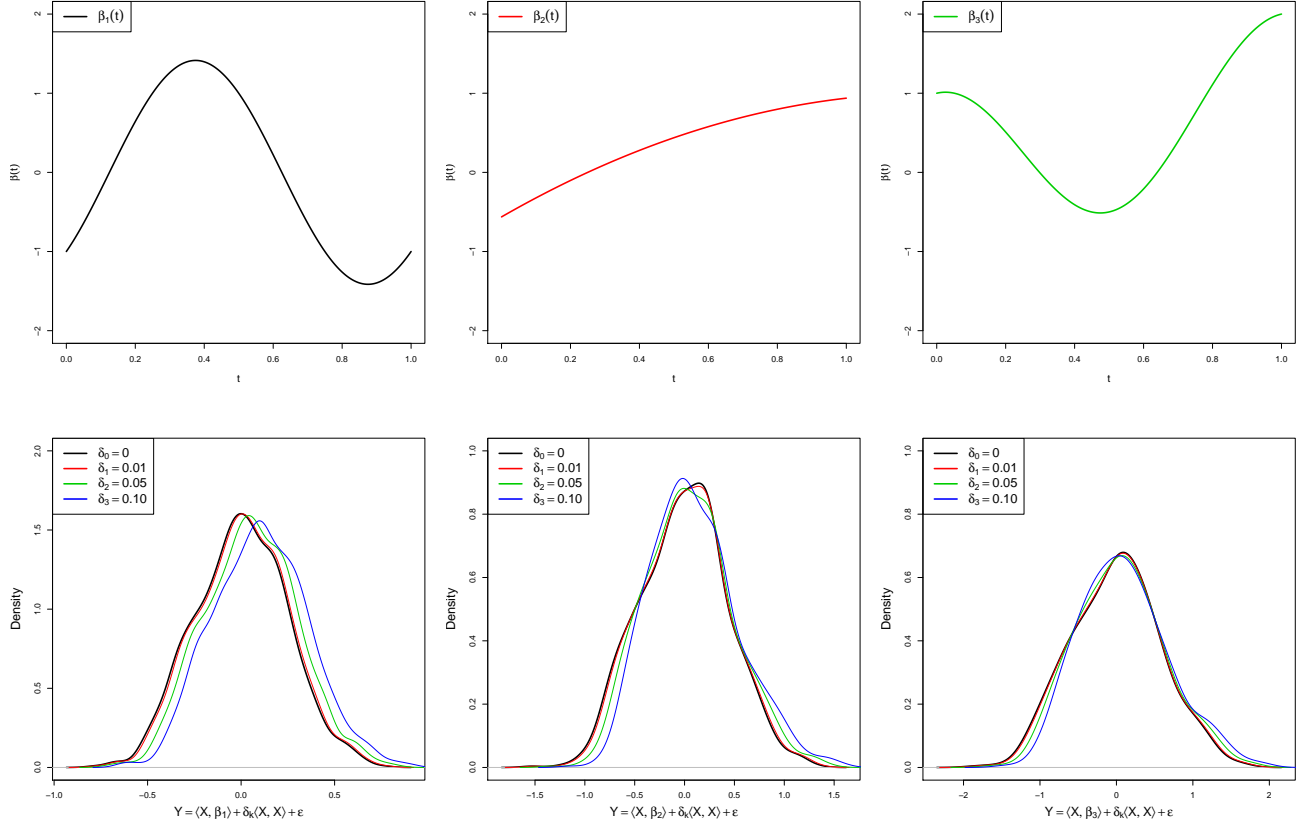 β₁(t)
β(t)
−2 −1 0 1 2
0.0 0.2 0.4 0.6 0.8 1.0
t
β₂(t)
β(t)
−2 −1 0 1 2
0.0 0.2 0.4 0.6 0.8 1.0
t
β₃(t)
β(t)
−2 −1 0 1 2
0.0 0.2 0.4 0.6 0.8 1.0
t
δ₀ = 0
δ₁ = 0.01
δ₂ = 0.05
δ₃ = 0.10
Density
0.0 0.5 1.0 1.5 2.0
−1.0 −0.5 0.0 0.5
Y = ⟨X, β₁⟩ + δₖ⟨X, X⟩ + ε
δ₀ = 0
δ₁ = 0.01
δ₂ = 0.05
δ₃ = 0.10
Density
0.0 0.2 0.4 0.6 0.8 1.0
−1.5 −1.0 −0.5 0.0 0.5 1.0 1.5
Y = ⟨X, β₂⟩ + δₖ⟨X, X⟩ + ε
δ₀ = 0
δ₁ = 0.01
δ₂ = 0.05
δ₃ = 0.10
Density
0.0 0.2 0.4 0.6 0.8 1.0
−2 −1 0 1 2
Y = ⟨X, β₃⟩ + δₖ⟨X, X⟩ + ε